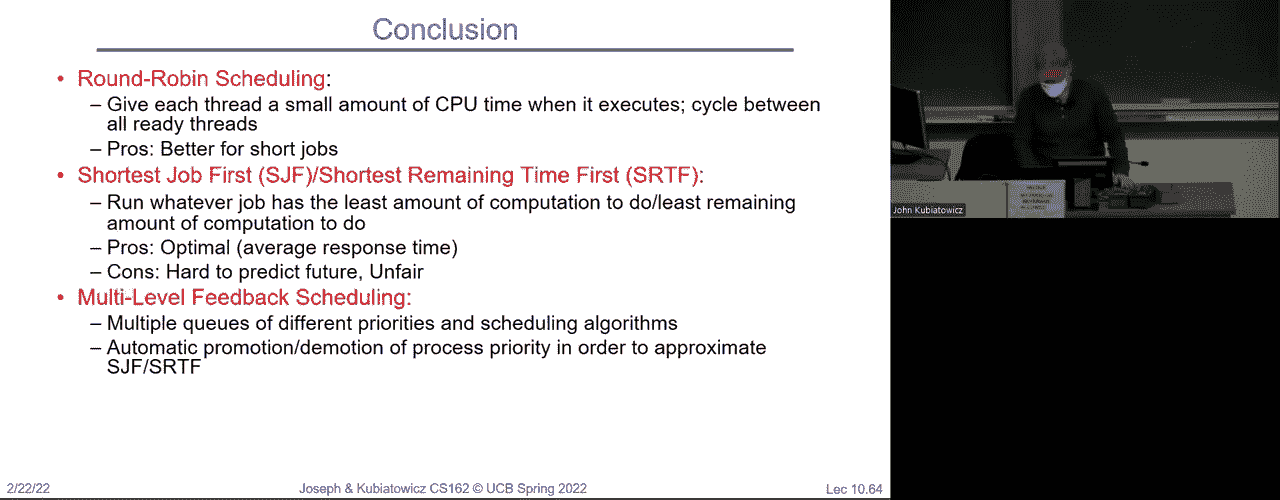 Conclusion
• Round-Robin Scheduling:
– Give each thread a small amount of CPU time when it executes; cycle between
all ready threads
– Pros: Better for short jobs
• Shortest Job First (SJF)/Shortest Remaining Time First (SRTF):
– Run whatever job has the least amount of computation to do/least remaining
amount of computation to do
– Pros: Optimal (average response time)
– Cons: Hard to predict future, Unfair
• Multi-Level Feedback Scheduling:
– Multiple queues of different priorities and scheduling algorithms
– Automatic promotion/demotion of process priority in order to approximate
SJF/SRTF
2/22/22
Joseph & Kubiatowicz CS162 © UCB Spring 2022
Lec 10.64
John Kubiatowicz